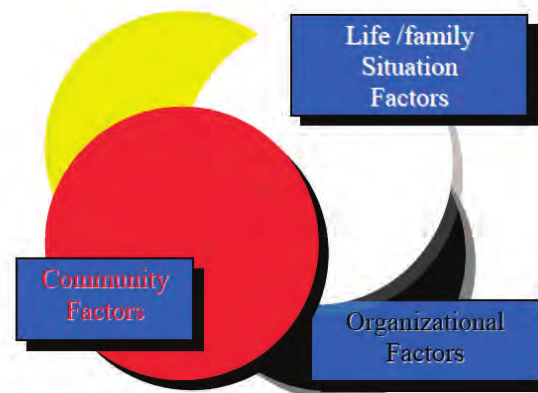 Life /family
Situation
Factors
Community
Factors
Organizational
Factors